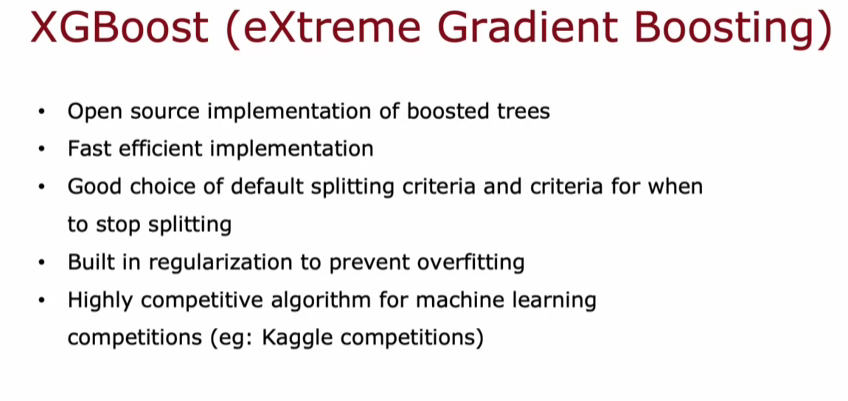 XGBoost (eXtreme Gradient Boosting)
• Open source implementation of boosted trees
• Fast efficient implementation
• Good choice of default splitting criteria and criteria for when
to stop splitting
• Built in regularization to prevent overfitting
• Highly competitive algorithm for machine learning
competitions (eg: Kaggle competitions)